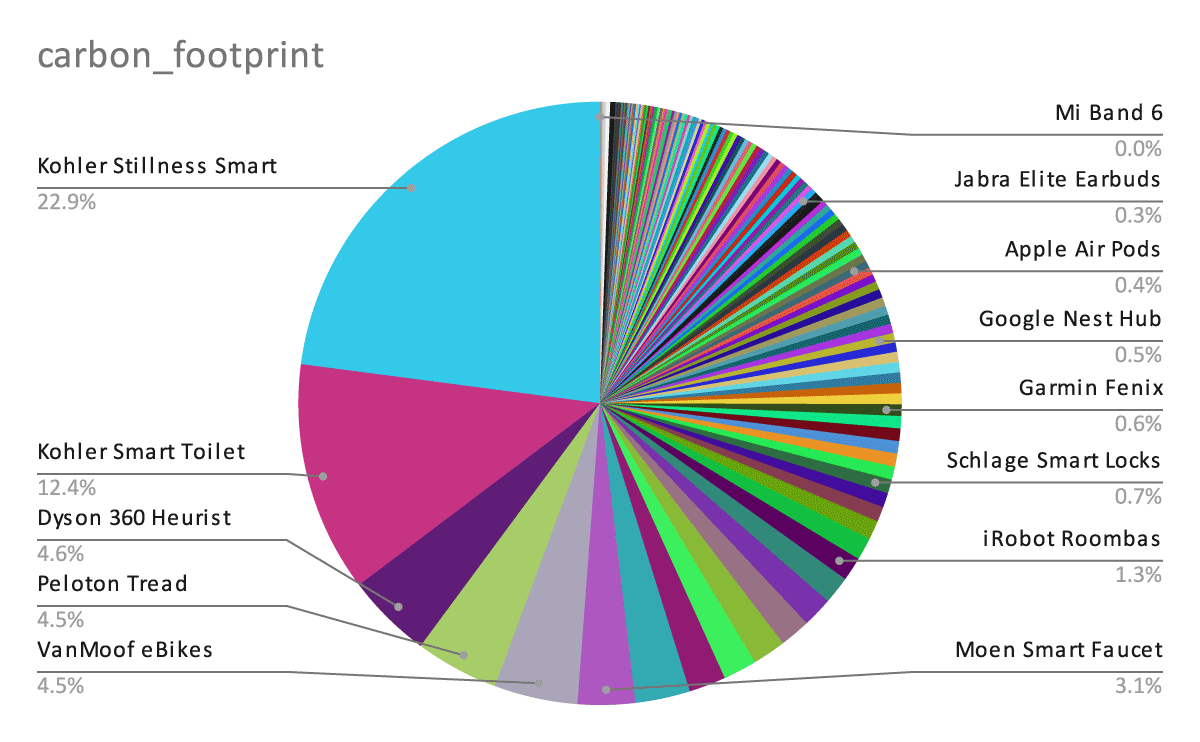 carbon_footprint
Kohler Stillness Smart
22.9%
Kohler Smart Toilet
12.4%
Dyson 360 Heurist
4.6%
Peloton Tread
4.5%
VanMoof eBikes
4.5%
Mi Band 6
0.0%
Jabra Elite Earbuds
0.3%
Apple Air Pods
0.4%
Google Nest Hub
0.5%
Garmin Fenix
0.6%
Schlage Smart Locks
0.7%
iRobot Roombas
1.3%
Moen Smart Faucet
3.1%